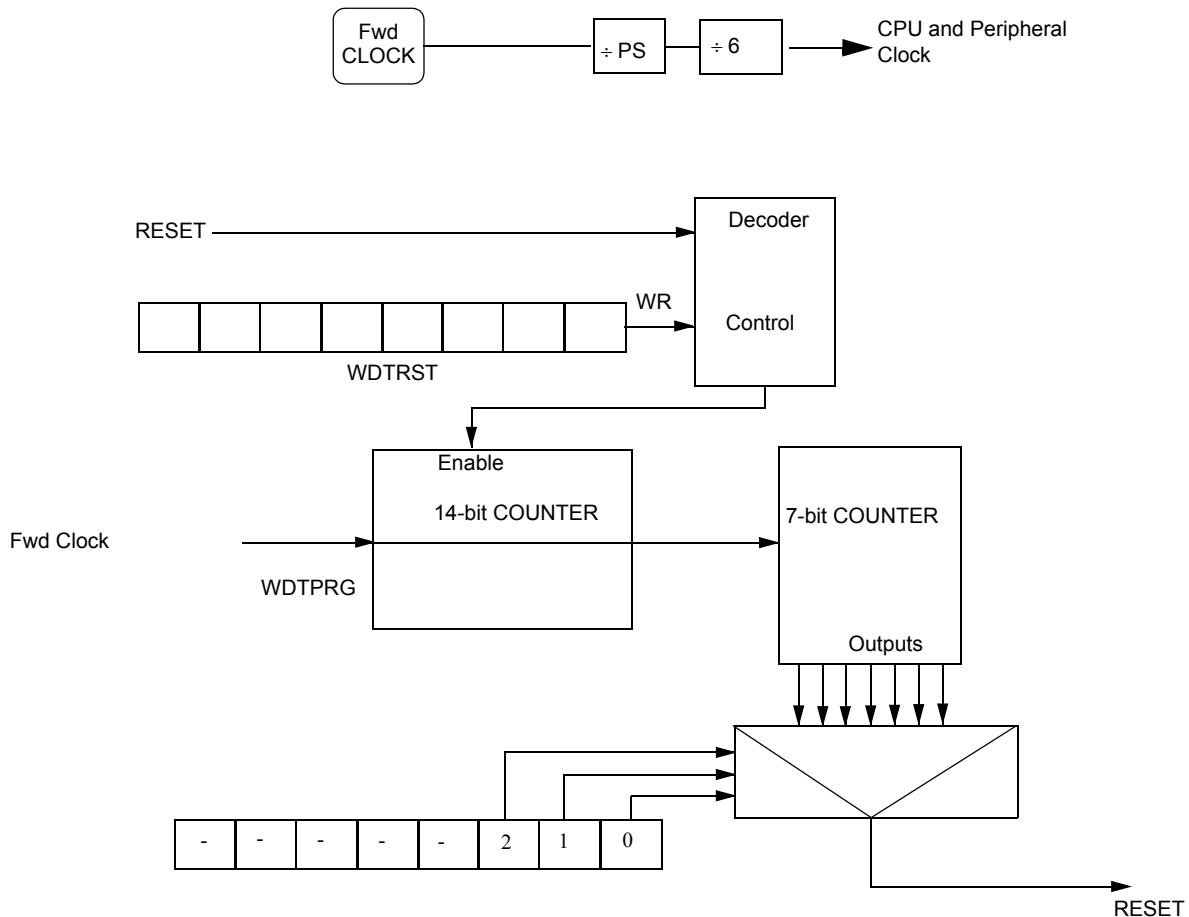 Fwd
CLOCK
÷ PS
÷ 6
CPU and Peripheral
Clock
RESET
Decoder
WR
Control
WDTRST
Enable
14-bit COUNTER
7-bit COUNTER
Fwd Clock
WDTPRG
Outputs
- - - - - 2 1 0
RESET